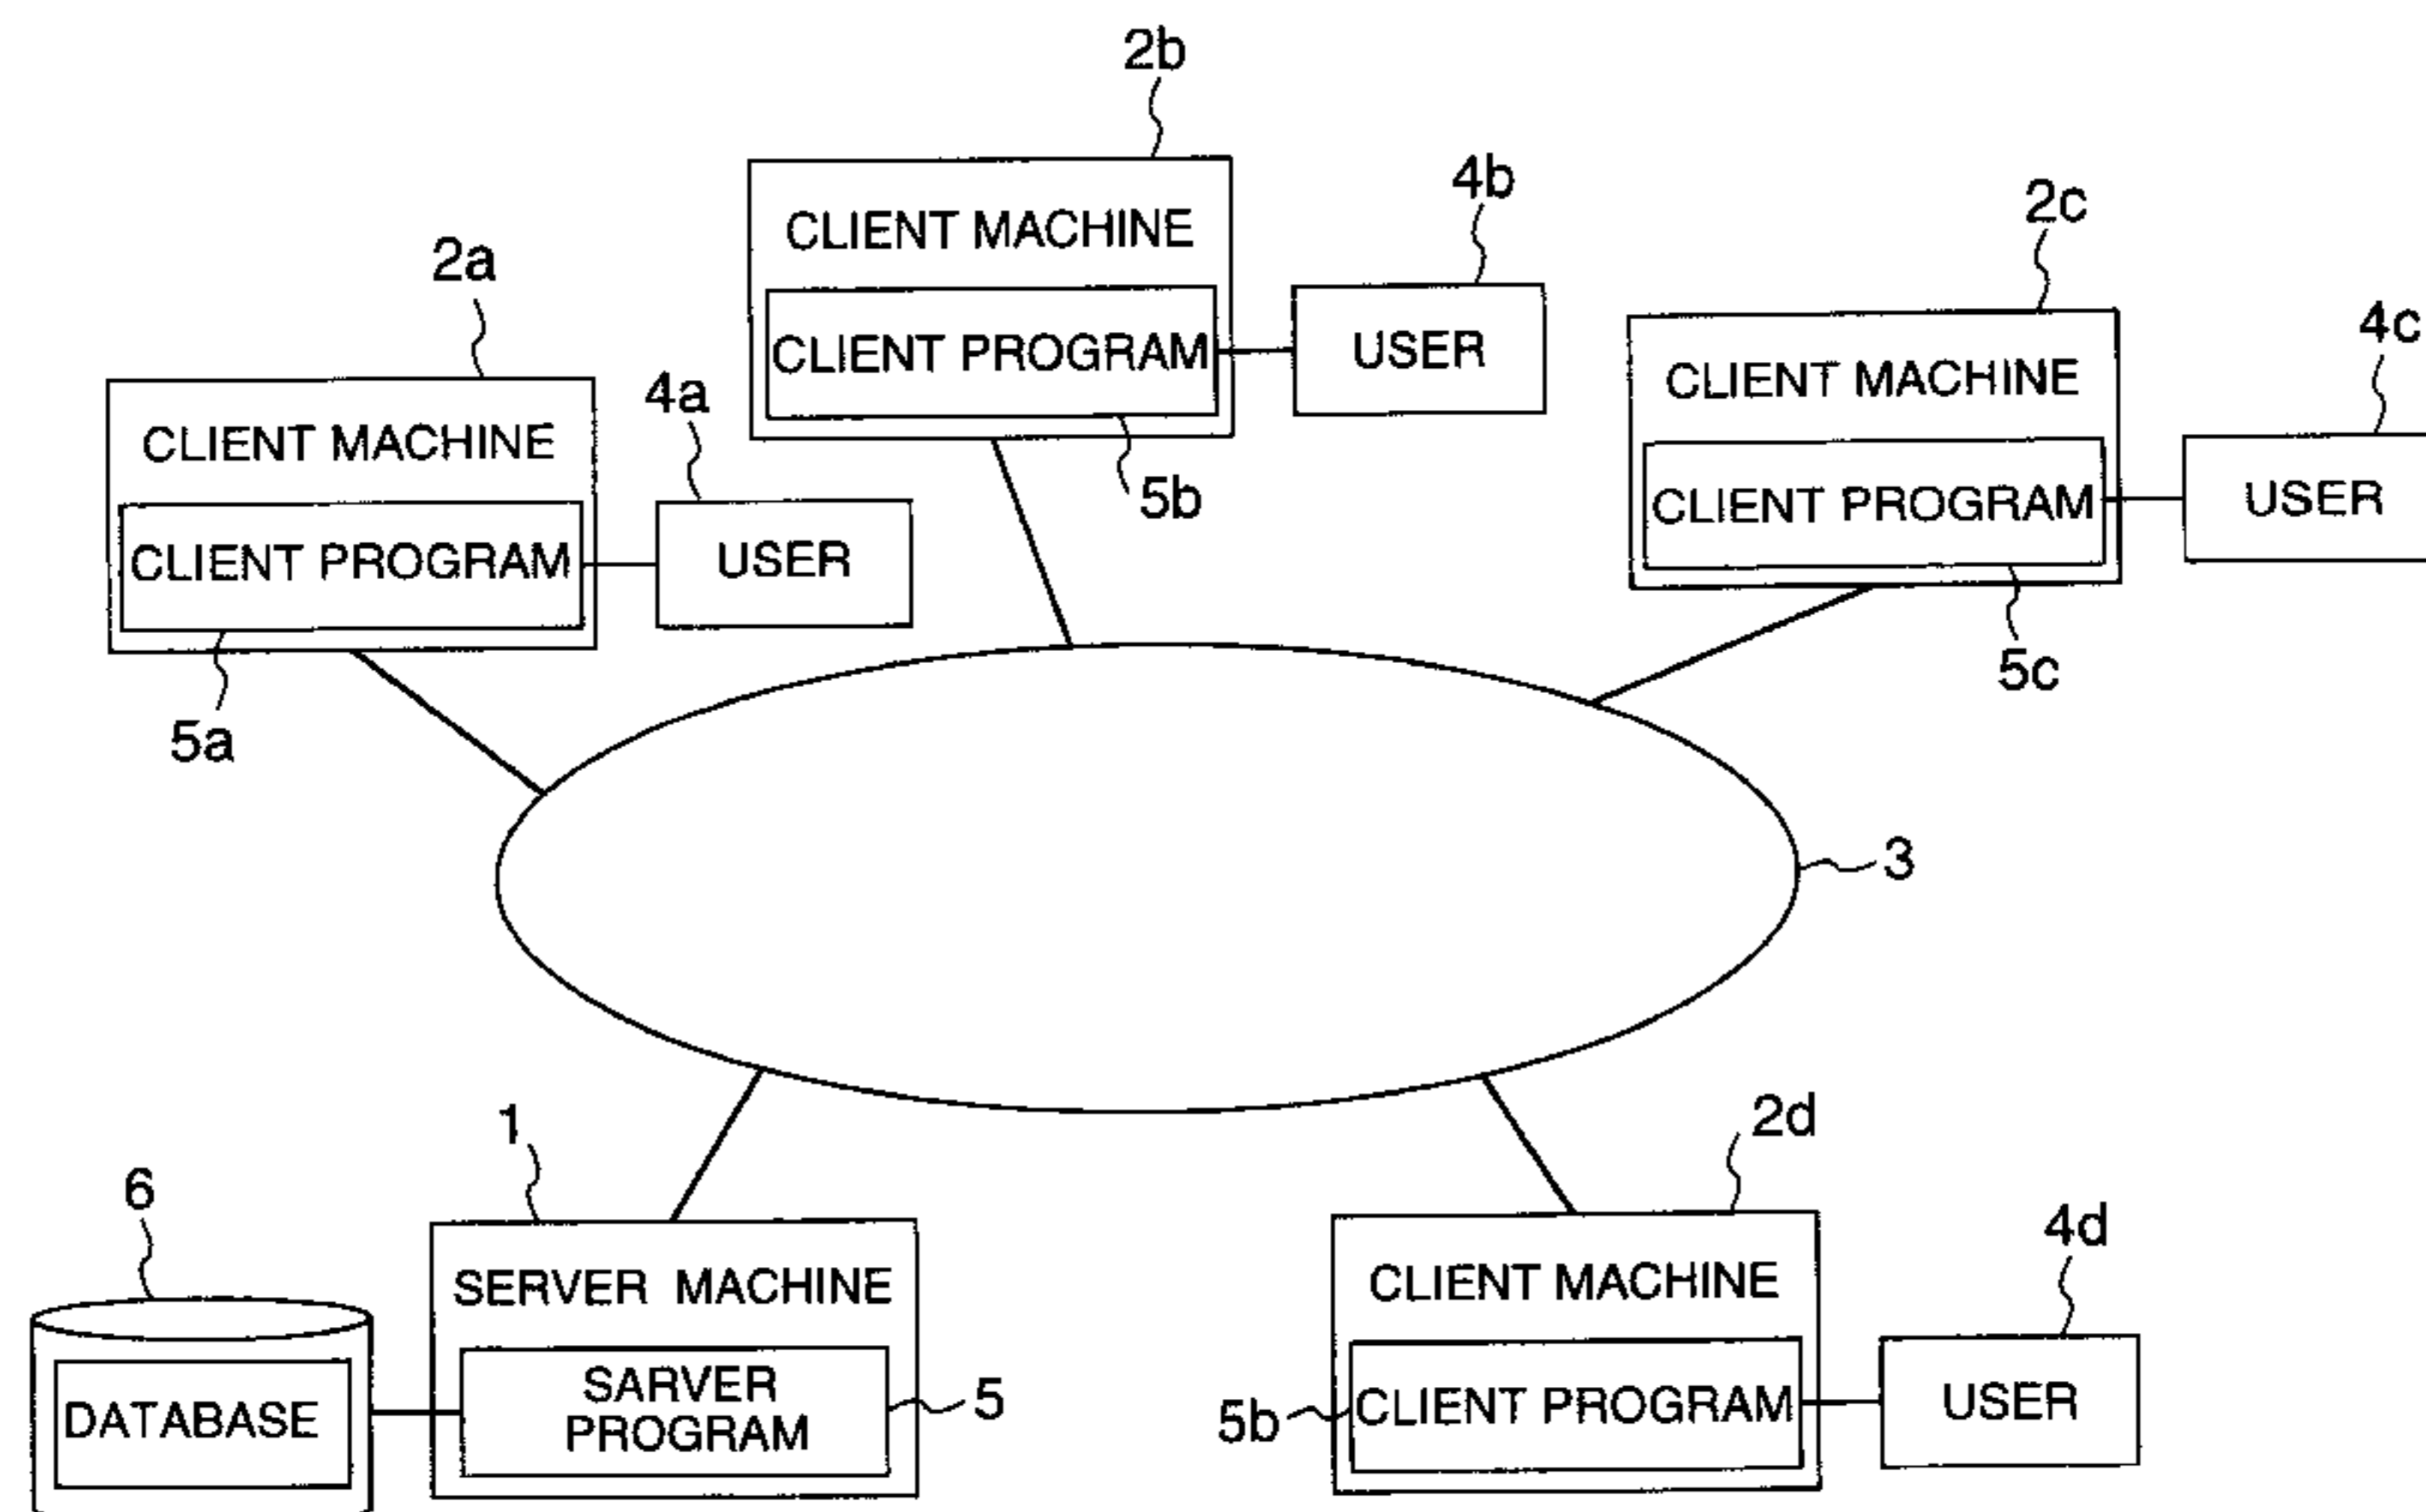 2b
4b
2c
CLIENT MACHINE
2a
4c
CLIENT PROGRAM
USER
4a
CLIENT MACHINE
CLIENT MACHINE
5b
CLIENT PROGRAM
USER
CLIENT PROGRAM
USER
5c
5a
3
1
2d
6
4d
SERVER MACHINE
CLIENT MACHINE
SARVER
PROGRAM
5
DATABASE
5b
CLIENT PROGRAM
USER